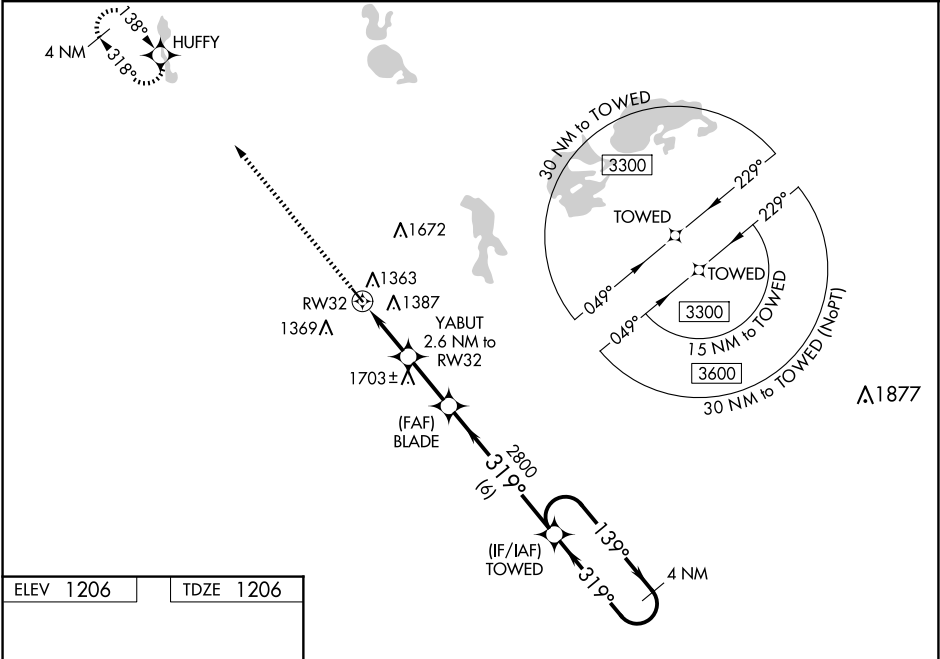 138°
HUFFY
4 NM
318°
30 NM to TOWED
3300
229°
TOWED
049°
229°
TOWED
049°
3300
15 NM to TOWED
3600
30 NM to TOWED (NoPT)
1672
1363
RW32
1387
1369
YABUT
2.6 NM to
RW32
1703±
1877
(FAF)
BLADE
2800
319°
(6)
(IF/IAF)
TOWED
139°
319°
4 NM
ELEV 1206
TDZE 1206